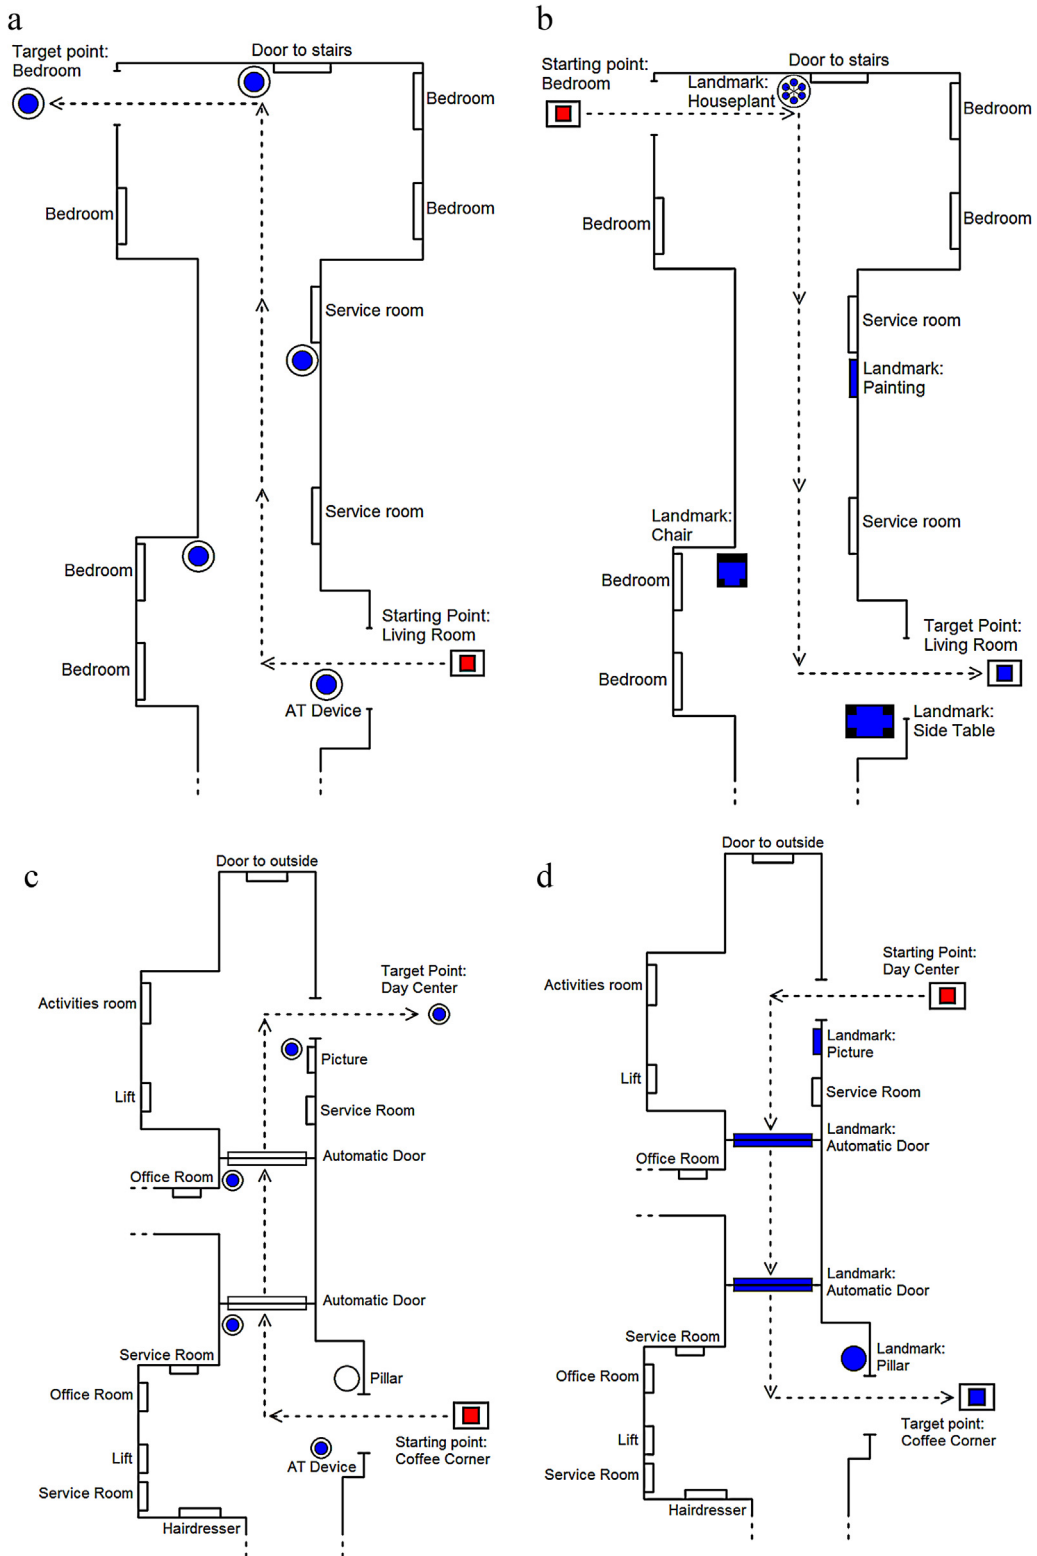 a
Target point:
Bedroom
Door to stairs
Bedroom
Bedroom
Bedroom
Service room
Service room
Bedroom
Starting Point:
Living Room
Bedroom
AT Device
b
Starting point:
Bedroom
Door to stairs
Landmark:
Houseplant
Bedroom
Bedroom
Bedroom
Service room
Landmark:
Painting
Landmark:
Chair
Service room
Bedroom
Target Point:
Living Room
Bedroom
Landmark:
Side Table
c
Door to outside
Target Point:
Day Center
Activities room
Picture
Lift
Service Room
Automatic Door
Office Room
Automatic Door
Service Room
Pillar
Office Room
Starting point:
Coffee Corner
Lift
AT Device
Service Room
Hairdresser
d
Door to outside
Starting Point:
Day Center
Activities room
Landmark:
Picture
Lift
Service Room
Landmark:
Automatic Door
Office Room
Landmark:
Automatic Door
Service Room
Landmark:
Pillar
Office Room
Target point:
Coffee Corner
Lift
Service Room
Hairdresser